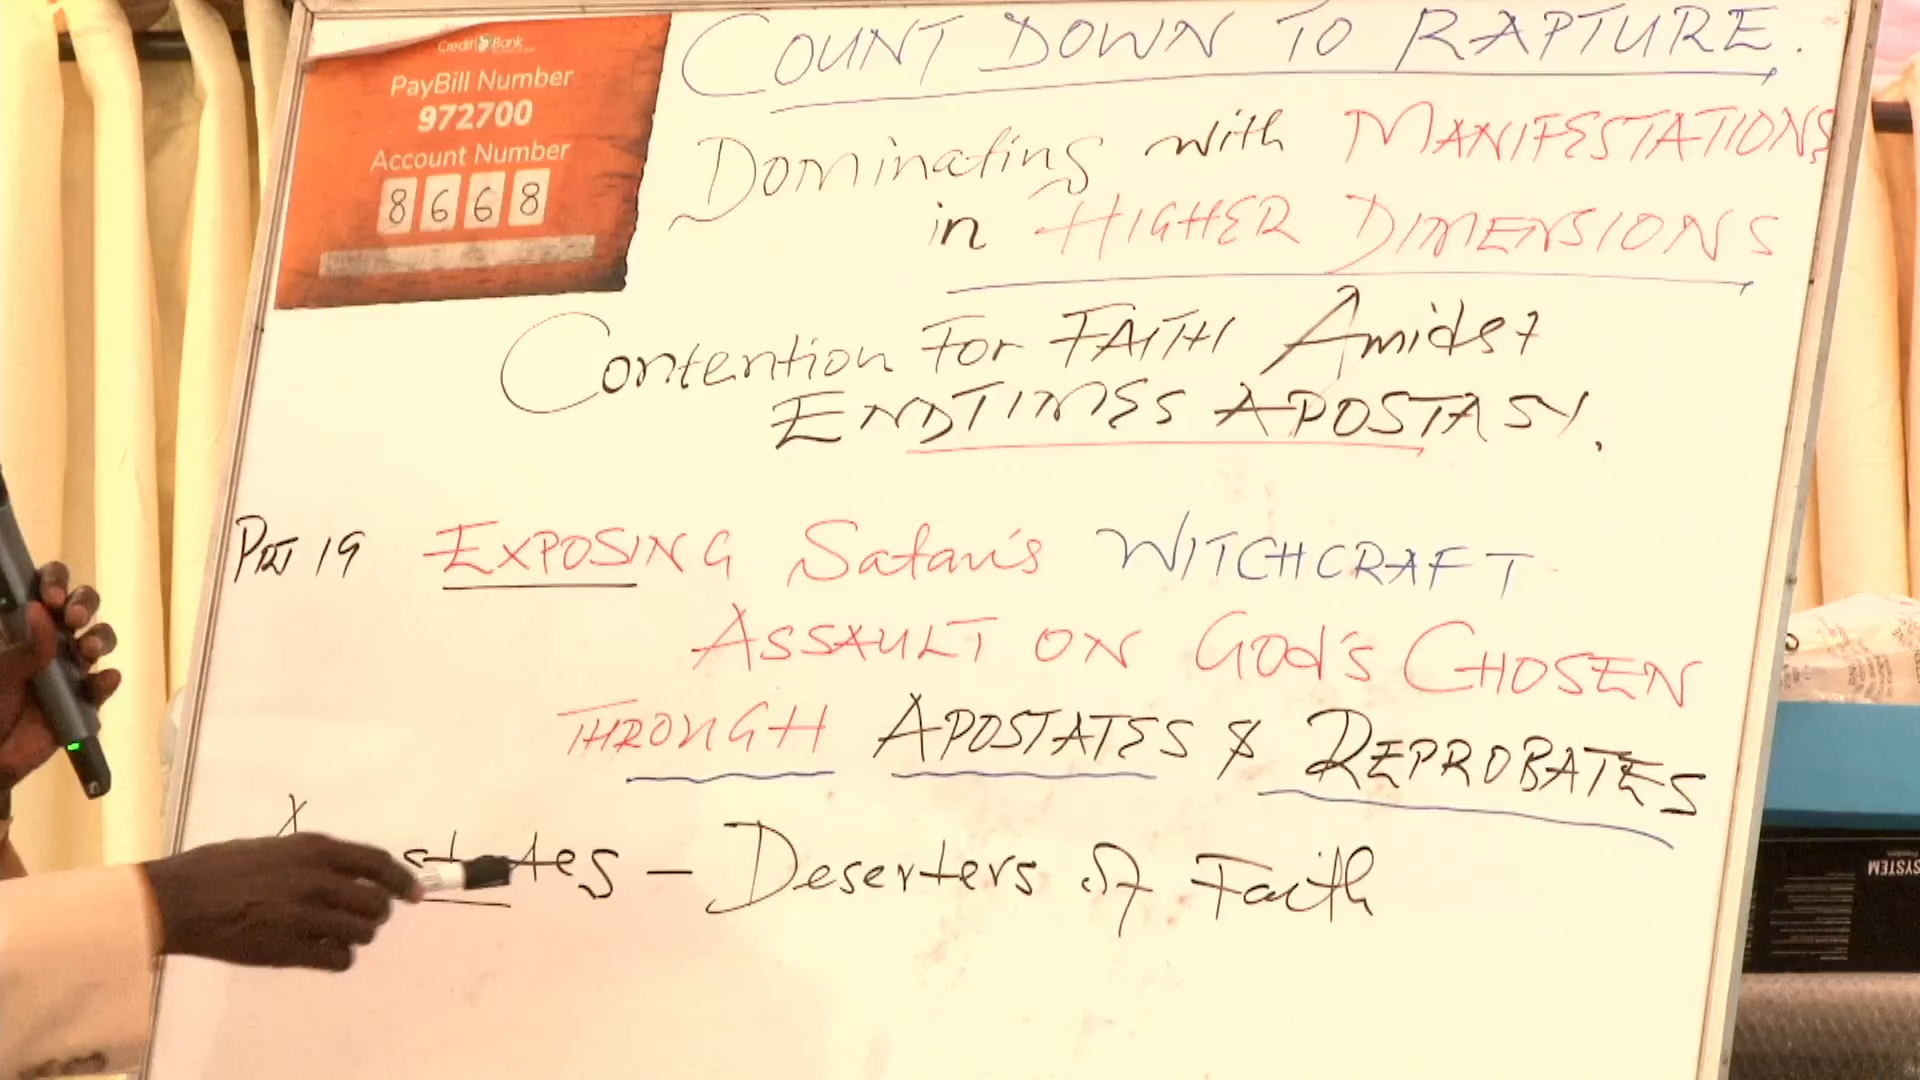 Credit Bank
PayBill Number
972700
Account Number
8668
COUNT DOWN TO RAPTURE.
Dominating with MANIFESTATIONS
in HIGHER DIMENSIONS
Contention For FAITH Amidst
ENDTIMES APOSTASY.
PRT 19 EXPOSING Satan's WITCHCRAFT
ASSAULT ON God's CHOSEN
THROUGH APOSTATES & REPROBATES
– Deserters of Faith
SYSTEM